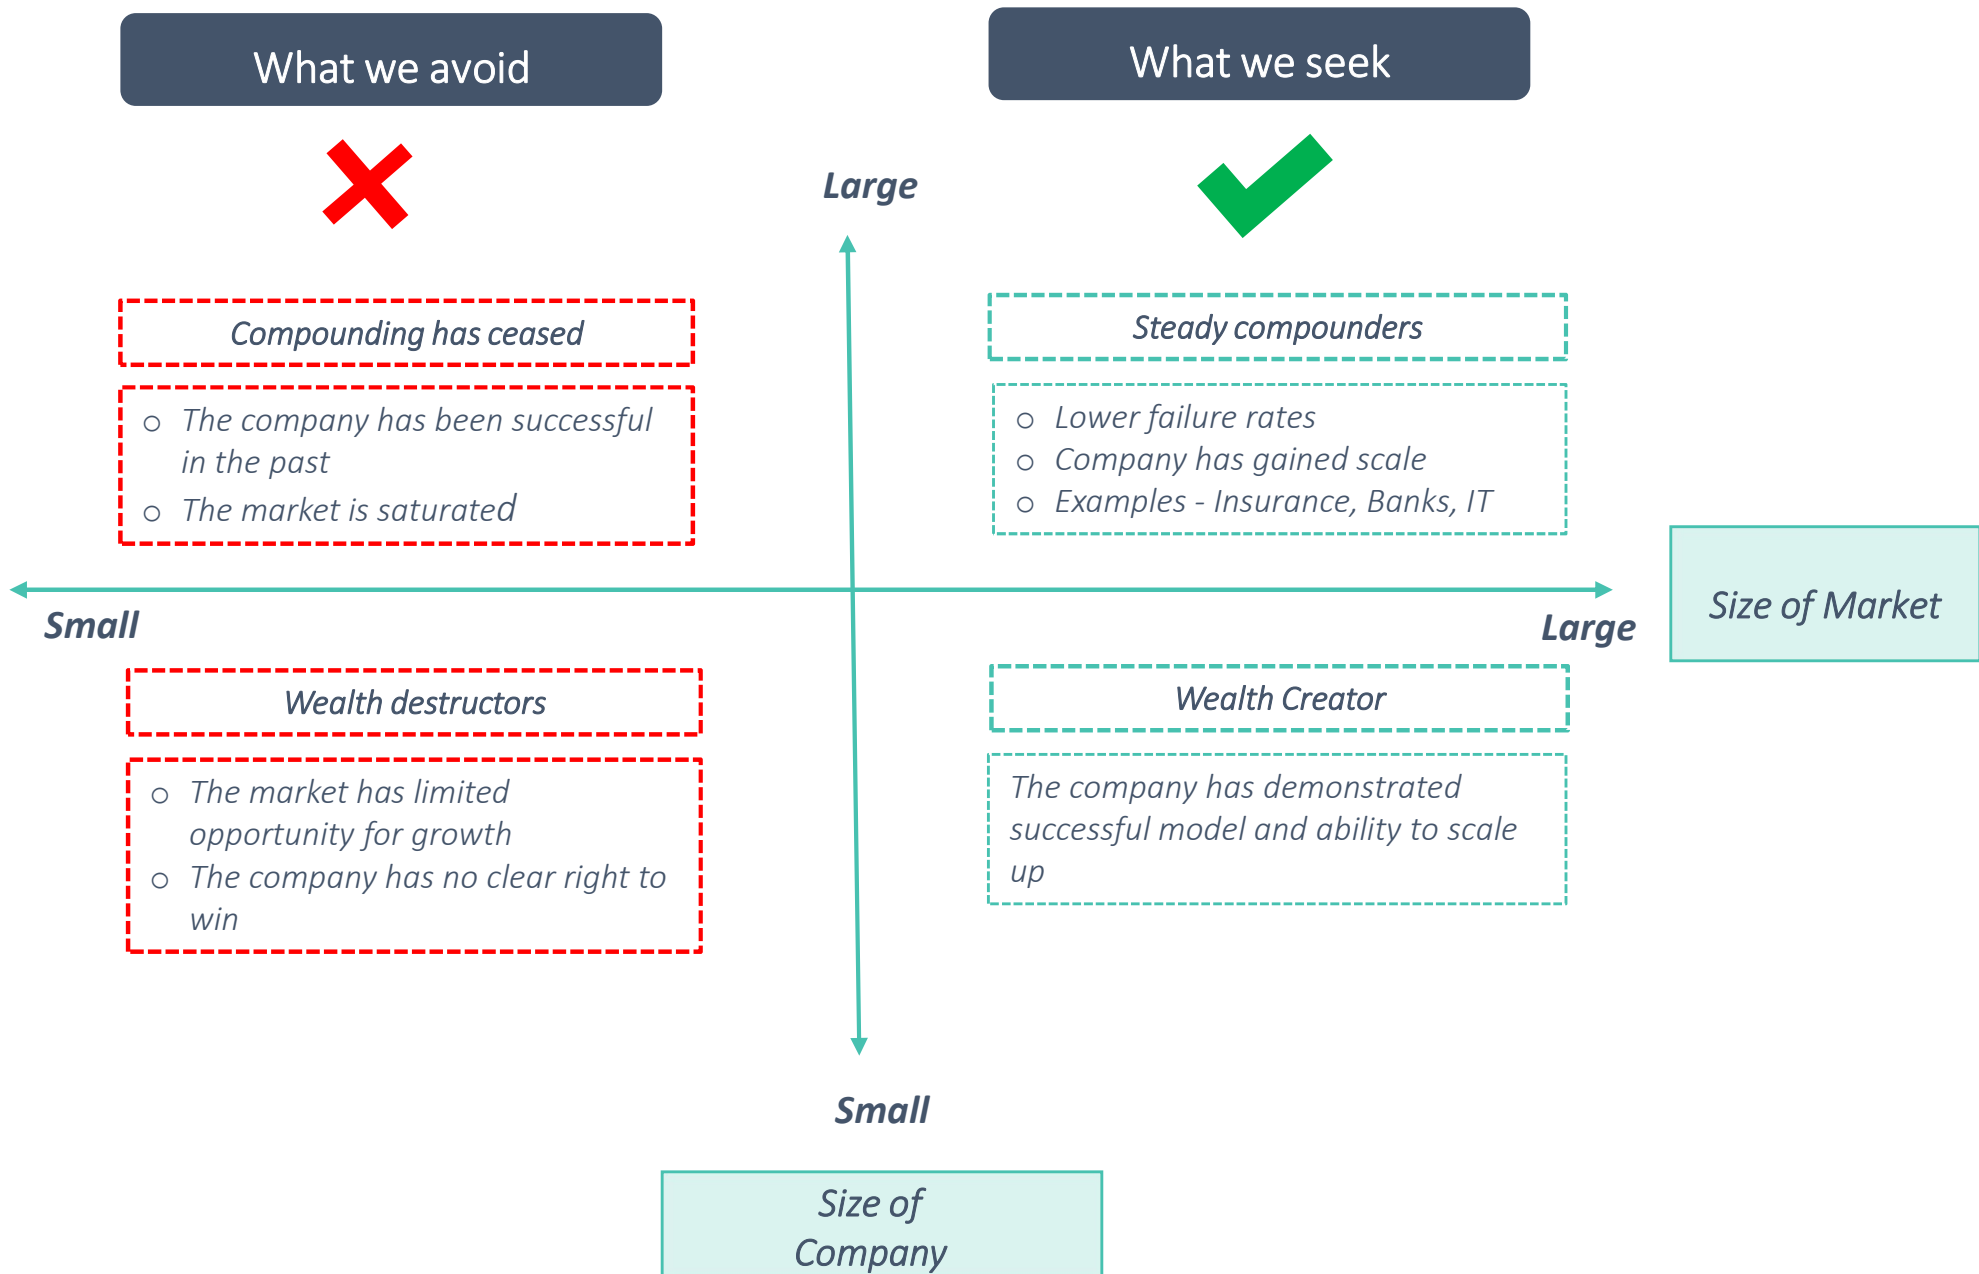 What we avoid
What we seek
Large
Compounding has ceased
Steady compounders
o The company has been successful
in the past
o The market is saturated
o Lower failure rates
o Company has gained scale
o Examples - Insurance, Banks, IT
Size of Market
Small
Large
Wealth destructors
Wealth Creator
o The market has limited
opportunity for growth
o The company has no clear right to
win
The company has demonstrated
successful model and ability to scale
up
Small
Size of
Company